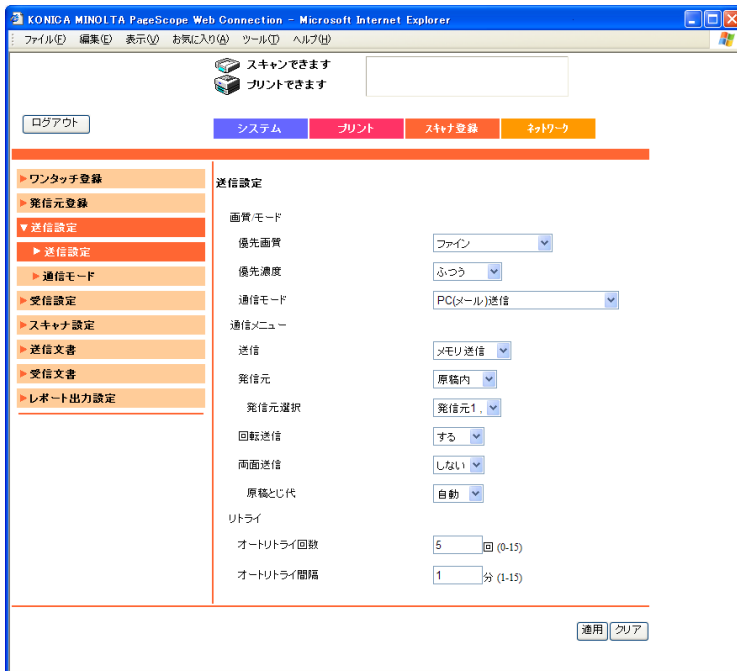 KONICA MINOLTA PageScope Web Connection - Microsoft Internet Explorer
ファイル(F) 編集(E) 表示(V) お気に入り(A) ツール(T) ヘルプ(H)
スキャンできます
プリントできます
ログアウト
システム プリント スキャナ登録 ネットワーク
ワンタッチ登録
発信元登録
送信設定
送信設定
通信モード
受信設定
スキャナ設定
送信文書
受信文書
レポート出力設定
送信設定
画質/モード
優先画質 ファイン
優先濃度 ふつう
通信モード PC(メール)送信
通信メニュー
送信 メモリ送信
発信元 原稿内
発信元選択 発信元1,
回転送信 する
両面送信 しない
原稿とじ代 自動
リトライ
オートリトライ回数 5 回 (0-15)
オートリトライ間隔 1 分 (1-15)
適用 クリア